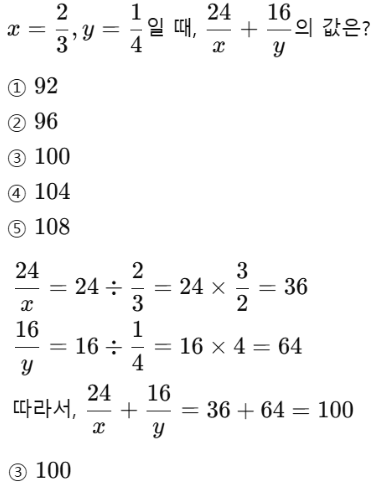 x = 2/3, y = 1/4 일 때, 24/x + 16/y 의 값은?
① 92
② 96
③ 100
④ 104
⑤ 108
24/x = 24 ÷ 2/3 = 24 × 3/2 = 36
16/y = 16 ÷ 1/4 = 16 × 4 = 64
따라서, 24/x + 16/y = 36 + 64 = 100
③ 100